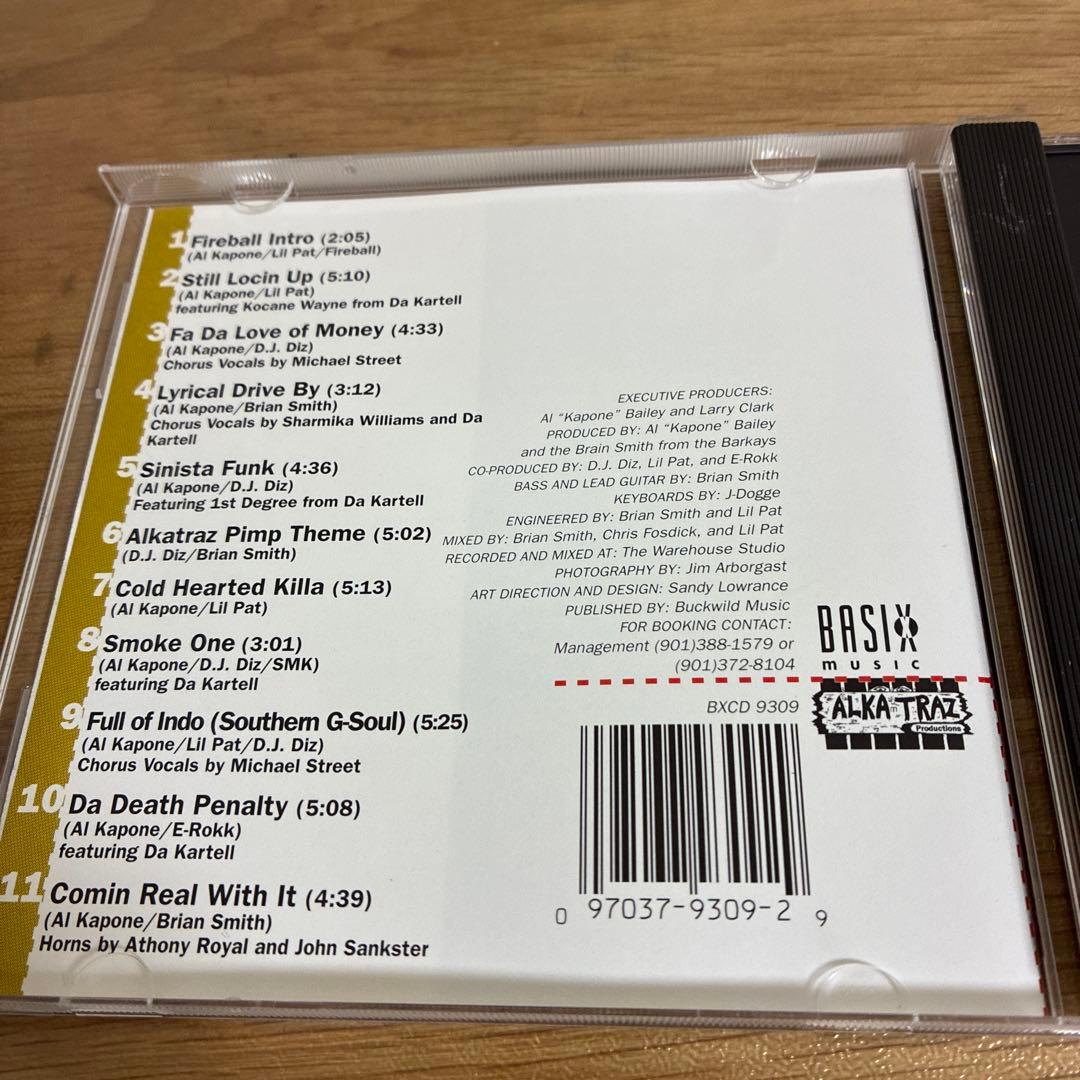 1 Fireball Intro (2:05)
(Al Kapone/Lil Pat/Fireball)
2 Still Locin Up (5:10)
(Al Kapone/Lil Pat)
featuring Kocane Wayne from Da Kartell
3 Fa Da Love of Money (4:33)
(Al Kapone/D.J. Diz)
Chorus Vocals by Michael Street
4 Lyrical Drive By (3:12)
(Al Kapone/Brian Smith)
Chorus Vocals by Sharmika Williams and Da
Kartell
5 Sinista Funk (4:36)
(Al Kapone/D.J. Diz)
Featuring 1st Degree from Da Kartell
6 Alkatraz Pimp Theme (5:02)
(D.J. Diz/Brian Smith)
7 Cold Hearted Killa (5:13)
(Al Kapone/Lil Pat)
8 Smoke One (3:01)
(Al Kapone/D.J. Diz/SMK)
featuring Da Kartell
9 Full of Indo (Southern G-Soul) (5:25)
(Al Kapone/Lil Pat/D.J. Diz)
Chorus Vocals by Michael Street
10 Da Death Penalty (5:08)
(Al Kapone/E-Rokk)
featuring Da Kartell
11 Comin Real With It (4:39)
(Al Kapone/Brian Smith)
Horns by Athony Royal and John Sankster
EXECUTIVE PRODUCERS:
Al “Kapone” Bailey and Larry Clark
PRODUCED BY: Al “Kapone” Bailey
and the Brain Smith from the Barkays
CO-PRODUCED BY: D.J. Diz, Lil Pat, and E-Rokk
BASS AND LEAD GUITAR BY: Brian Smith
KEYBOARDS BY: J-Dogge
ENGINEERED BY: Brian Smith and Lil Pat
MIXED BY: Brian Smith, Chris Fosdick, and Lil Pat
RECORDED AND MIXED AT: The Warehouse Studio
PHOTOGRAPHY BY: Jim Arborgast
ART DIRECTION AND DESIGN: Sandy Lowrance
PUBLISHED BY: Buckwild Music
FOR BOOKING CONTACT:
Management (901)388-1579 or
(901)372-8104
BASIX
MUSIC
ALKATRAZ
Productions
BXCD 9309
0 97037-9309-2 9